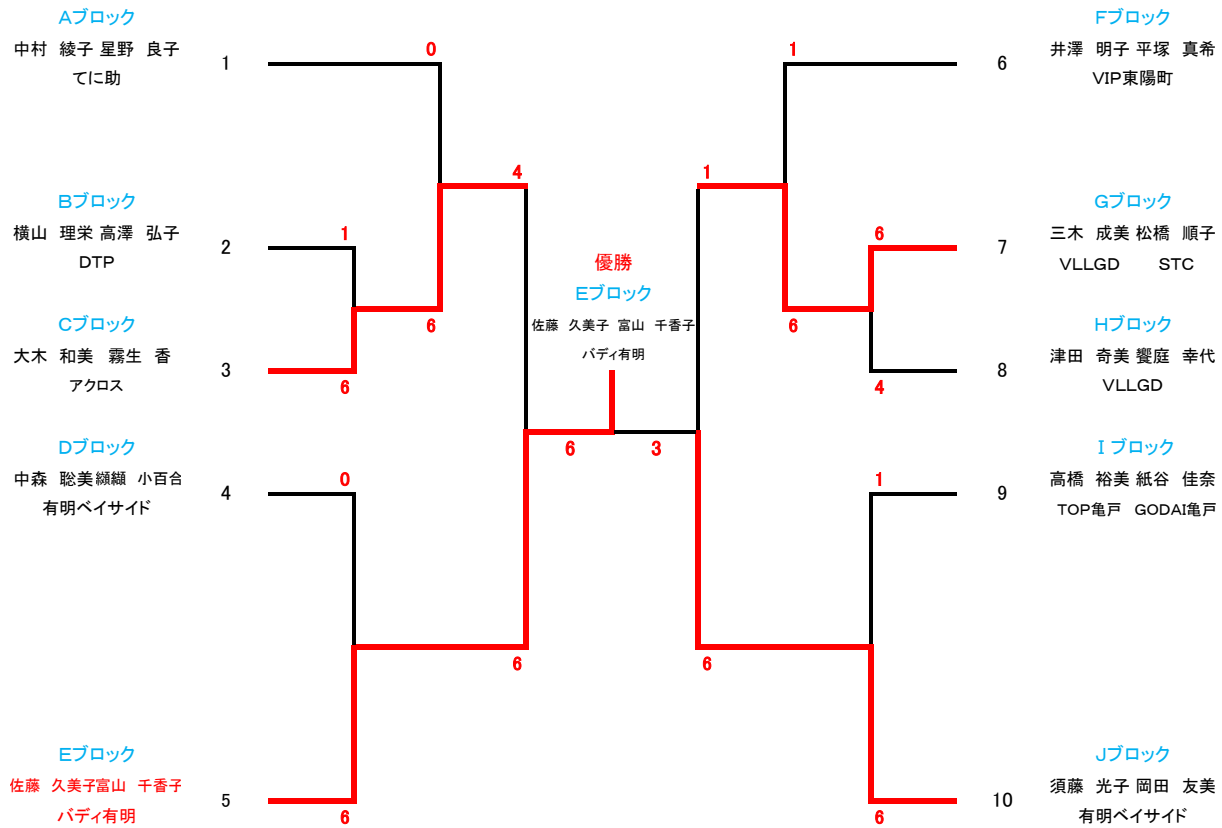 Aブロック
中村 綾子 星野 良子
てに助
1
0
Bブロック
横山 理栄 高澤 弘子
DTP
2
1
Cブロック
大木 和美 霧生 香
アクロス
3
6
6
4
Dブロック
中森 聡美纐纈 小百合
有明ベイサイド
4
0
Eブロック
佐藤 久美子富山 千香子
バディ有明
5
6
6
優勝
Eブロック
佐藤 久美子 富山 千香子
バディ有明
6
3
Fブロック
井澤 明子 平塚 真希
VIP東陽町
6
1
1
Gブロック
三木 成美 松橋 順子
VLLGD STC
7
6
6
Hブロック
津田 奇美 饗庭 幸代
VLLGD
8
4
Iブロック
高橋 裕美 紙谷 佳奈
TOP亀戸 GODAI亀戸
9
1
6
Jブロック
須藤 光子 岡田 友美
有明ベイサイド
10
6